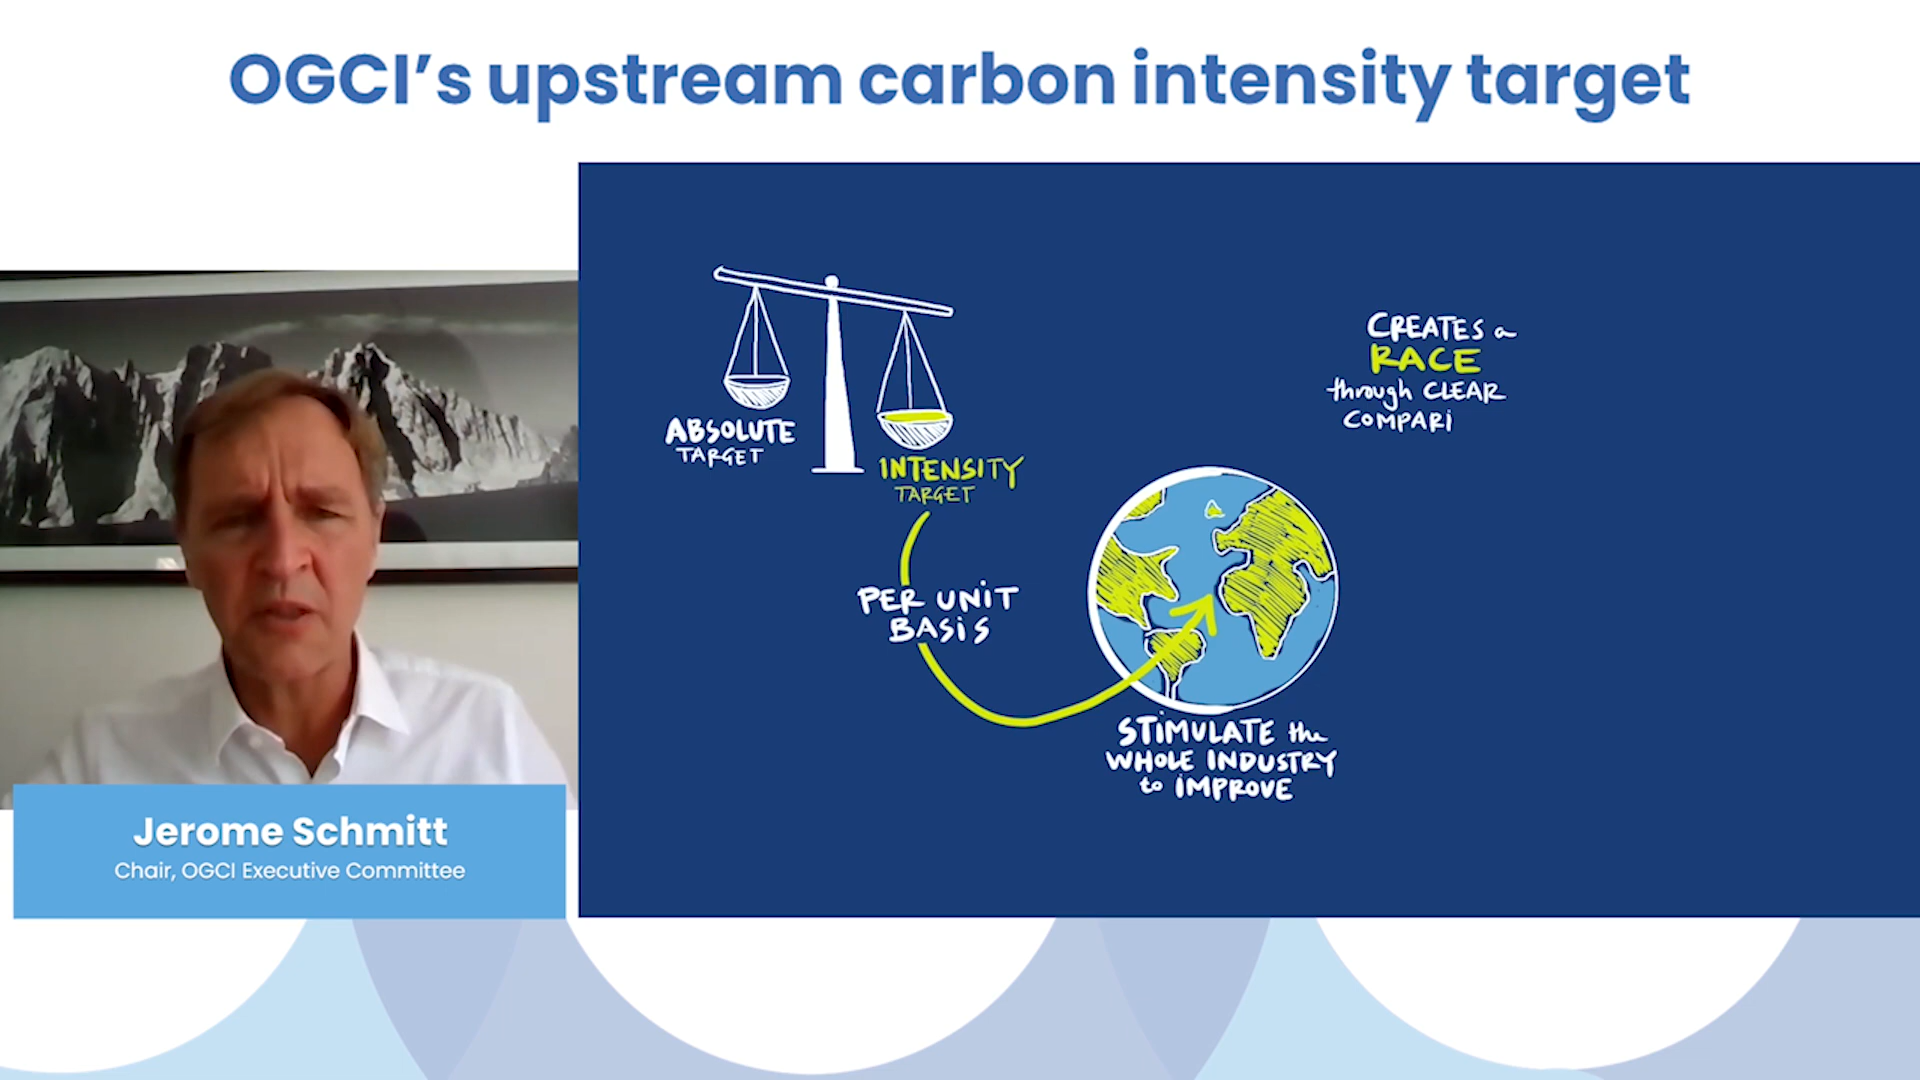 OGCI’s upstream carbon intensity target
ABSOLUTE
TARGET
INTENSITY
TARGET
PER UNIT
BASIS
STIMULATE the
WHOLE INDUSTRY
to IMPROVE
CREATES a
RACE
through CLEAR
COMPARI
Jerome Schmitt
Chair, OGCI Executive Committee